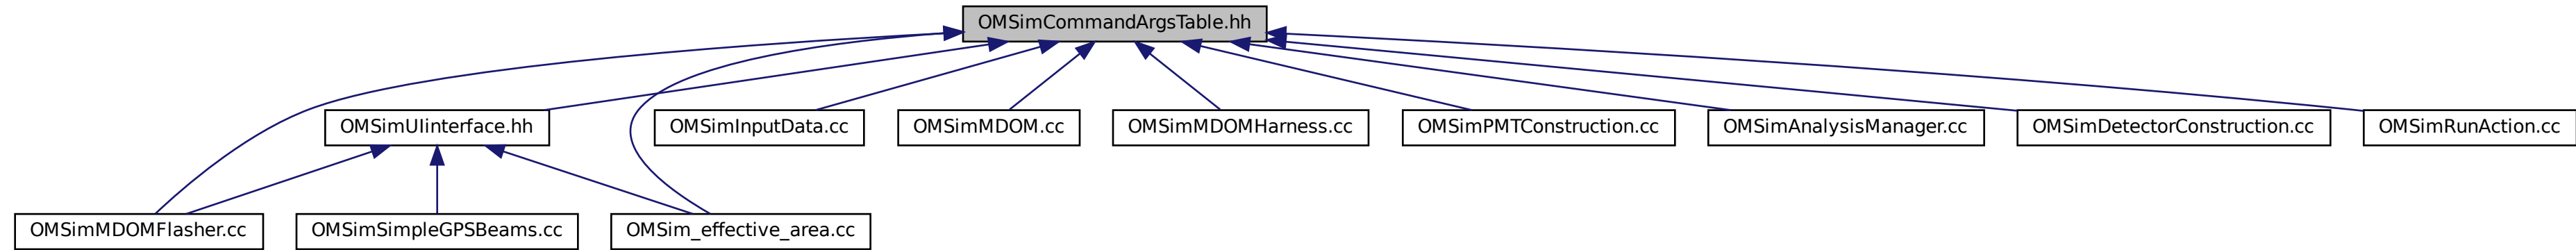 OMSimCommandArgsTable.hh
OMSimUIinterface.hh
OMSimInputData.cc
OMSimMDOM.cc
OMSimMDOMHarness.cc
OMSimPMTConstruction.cc
OMSimAnalysisManager.cc
OMSimDetectorConstruction.cc
OMSimRunAction.cc
OMSimMDOMFlasher.cc
OMSimSimpleGPSBeams.cc
OMSim_effective_area.cc